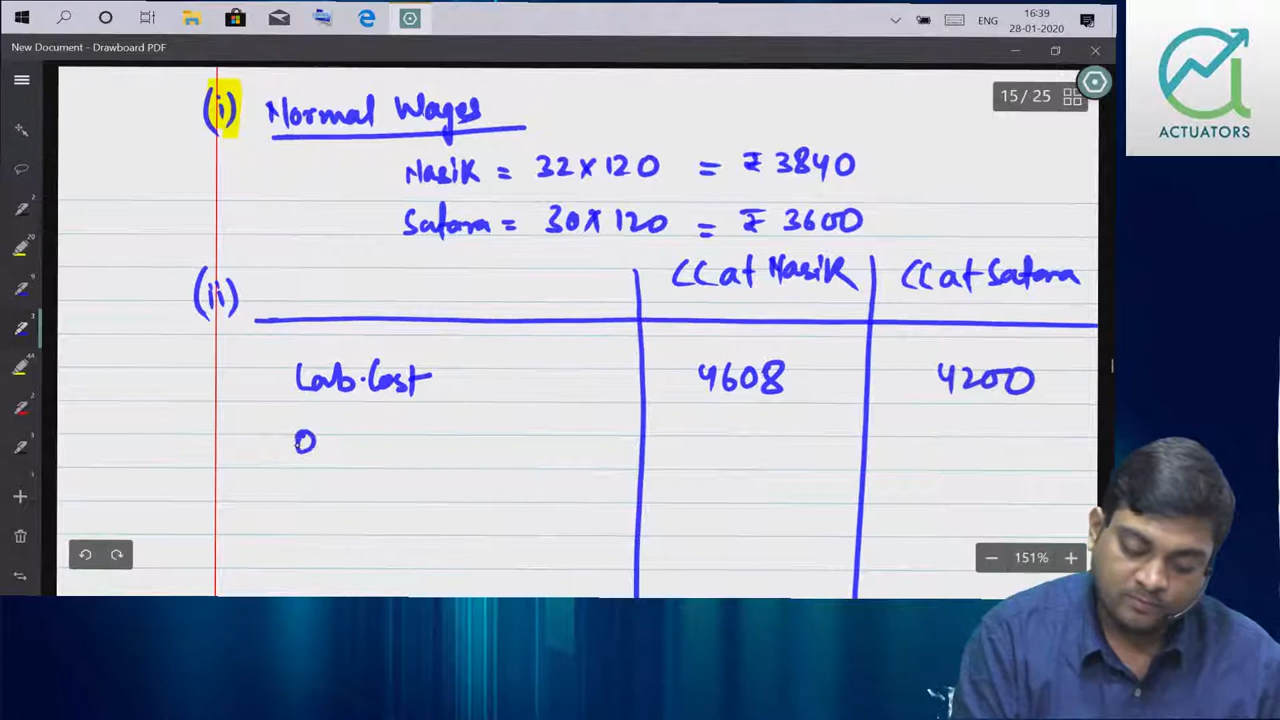 16:39
ENG
28-01-2020
New Document - Drawboard PDF
15 / 25
ACTUATORS
(i) Normal Wages
Nasik = 32 x 120 = ₹ 3840
Satara = 30 x 120 = ₹ 3600
(ii) CC at Nasik CC at Satara
Lab. Cost 4608 4200
O
151%